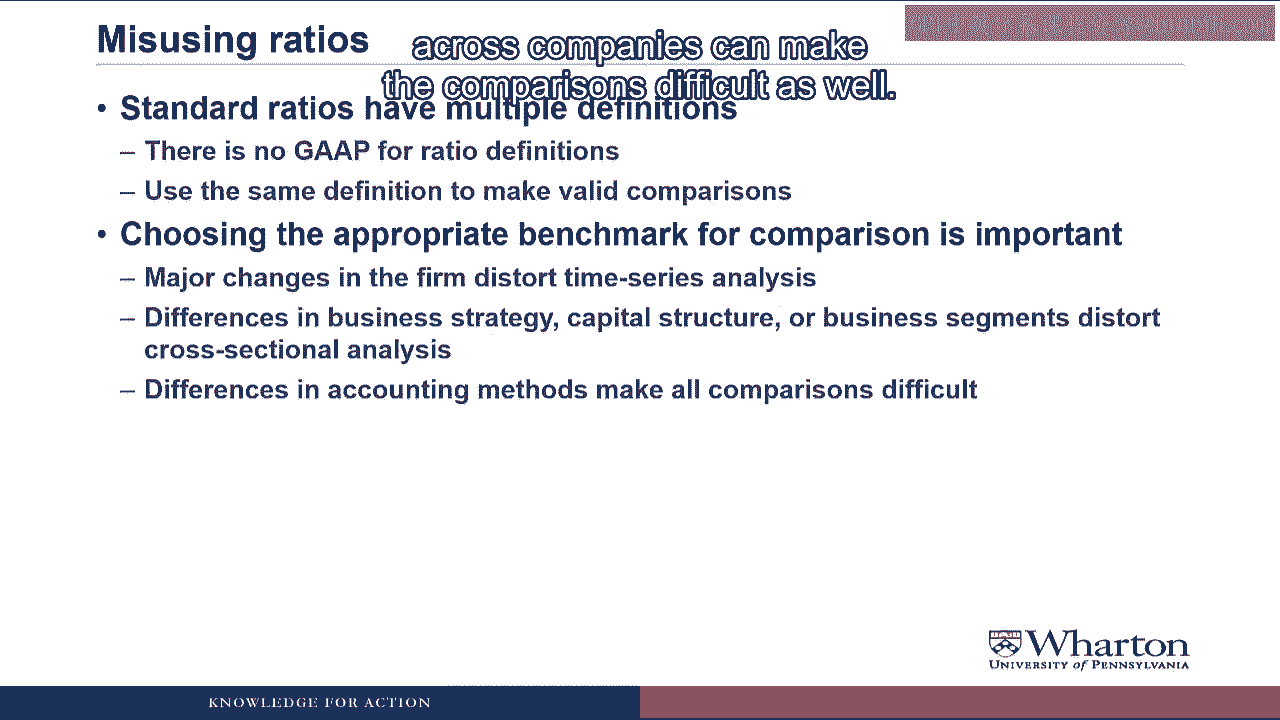 Misusing ratios
across companies can make
the comparisons difficult as well.
• Standard ratios have multiple definitions
– There is no GAAP for ratio definitions
– Use the same definition to make valid comparisons
• Choosing the appropriate benchmark for comparison is important
– Major changes in the firm distort time-series analysis
– Differences in business strategy, capital structure, or business segments distort
cross-sectional analysis
– Differences in accounting methods make all comparisons difficult
Wharton
UNIVERSITY of PENNSYLVANIA
KNOWLEDGE FOR ACTION